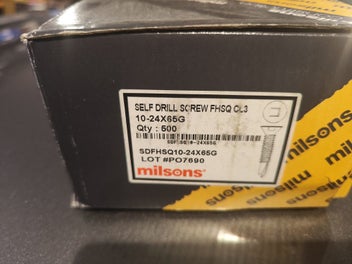 SELF DRILL SCREW FHSQ CL3
10-24X65G
Qty : 500
SDFHSQ10-24X65G
LOT #PO7690
milsons
milsons